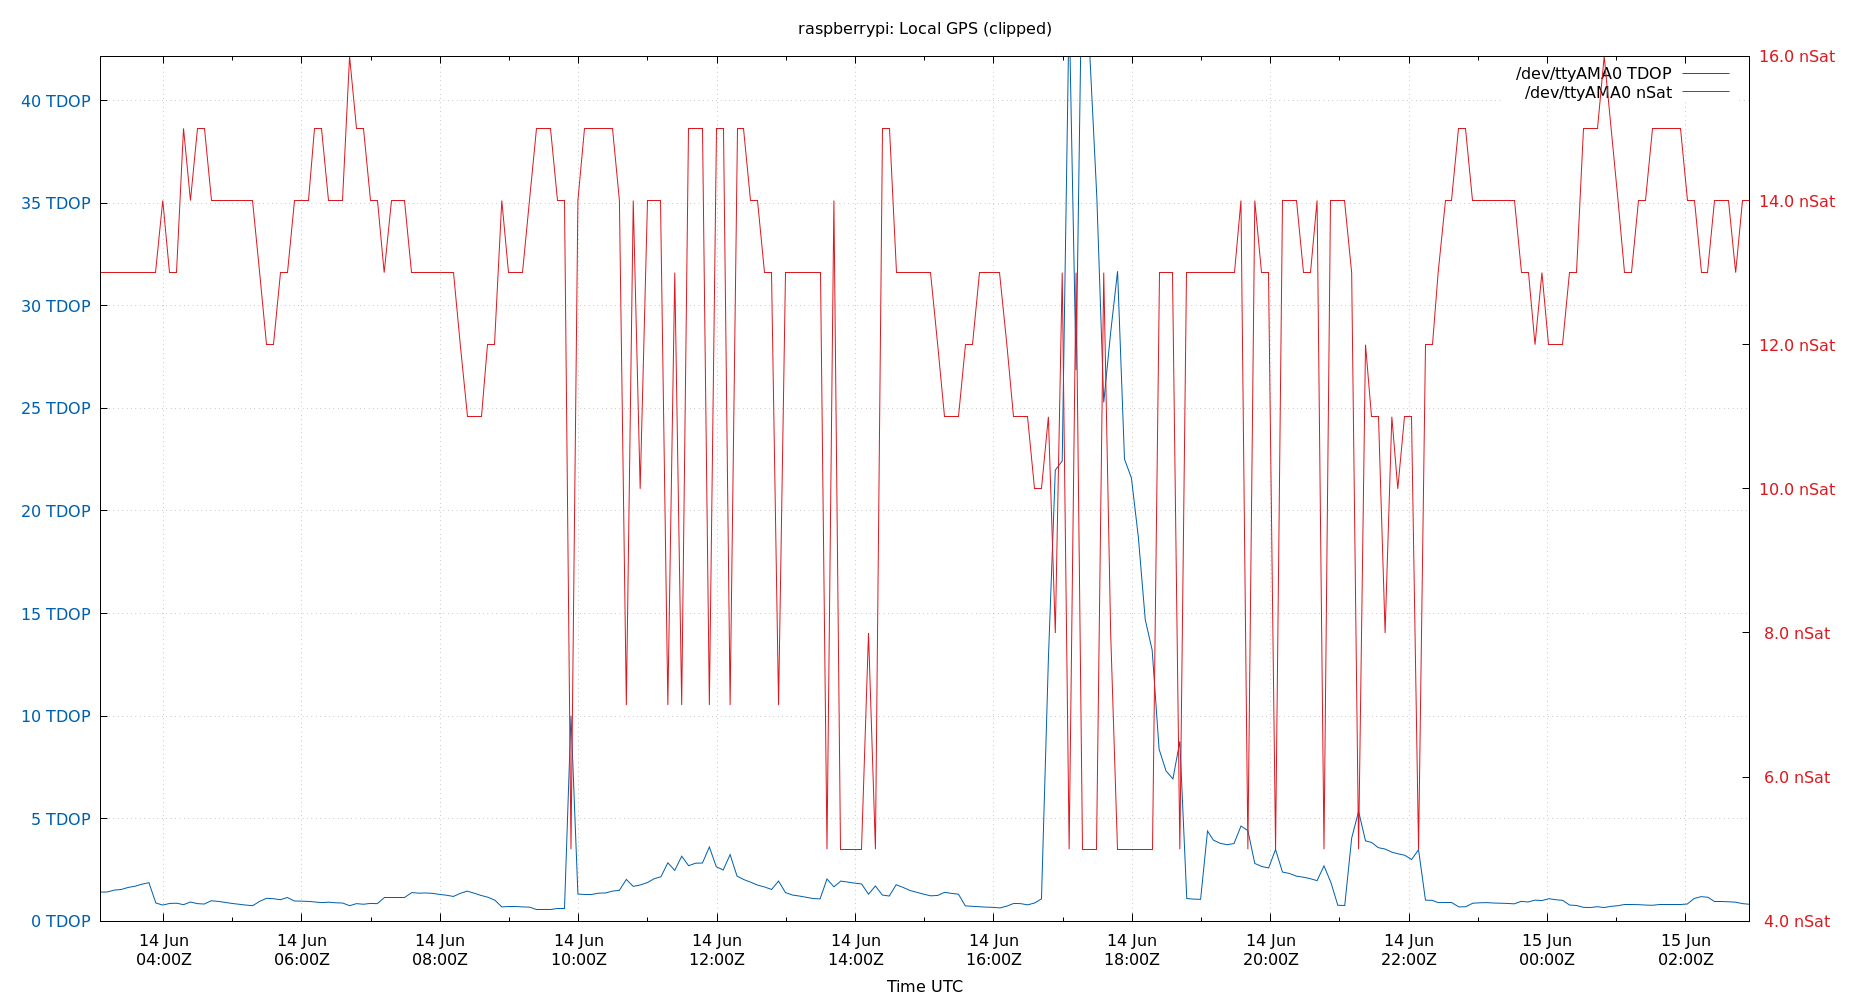 raspberrypi: Local GPS (clipped)
/dev/ttyAMA0 TDOP
/dev/ttyAMA0 nSat
40 TDOP
35 TDOP
30 TDOP
25 TDOP
20 TDOP
15 TDOP
10 TDOP
5 TDOP
0 TDOP
16.0 nSat
14.0 nSat
12.0 nSat
10.0 nSat
8.0 nSat
6.0 nSat
4.0 nSat
14 Jun 14 Jun 14 Jun 14 Jun 14 Jun 14 Jun 14 Jun 14 Jun 14 Jun 14 Jun 15 Jun 15 Jun
04:00Z 06:00Z 08:00Z 10:00Z 12:00Z 14:00Z 16:00Z 18:00Z 20:00Z 22:00Z 00:00Z 02:00Z
Time UTC